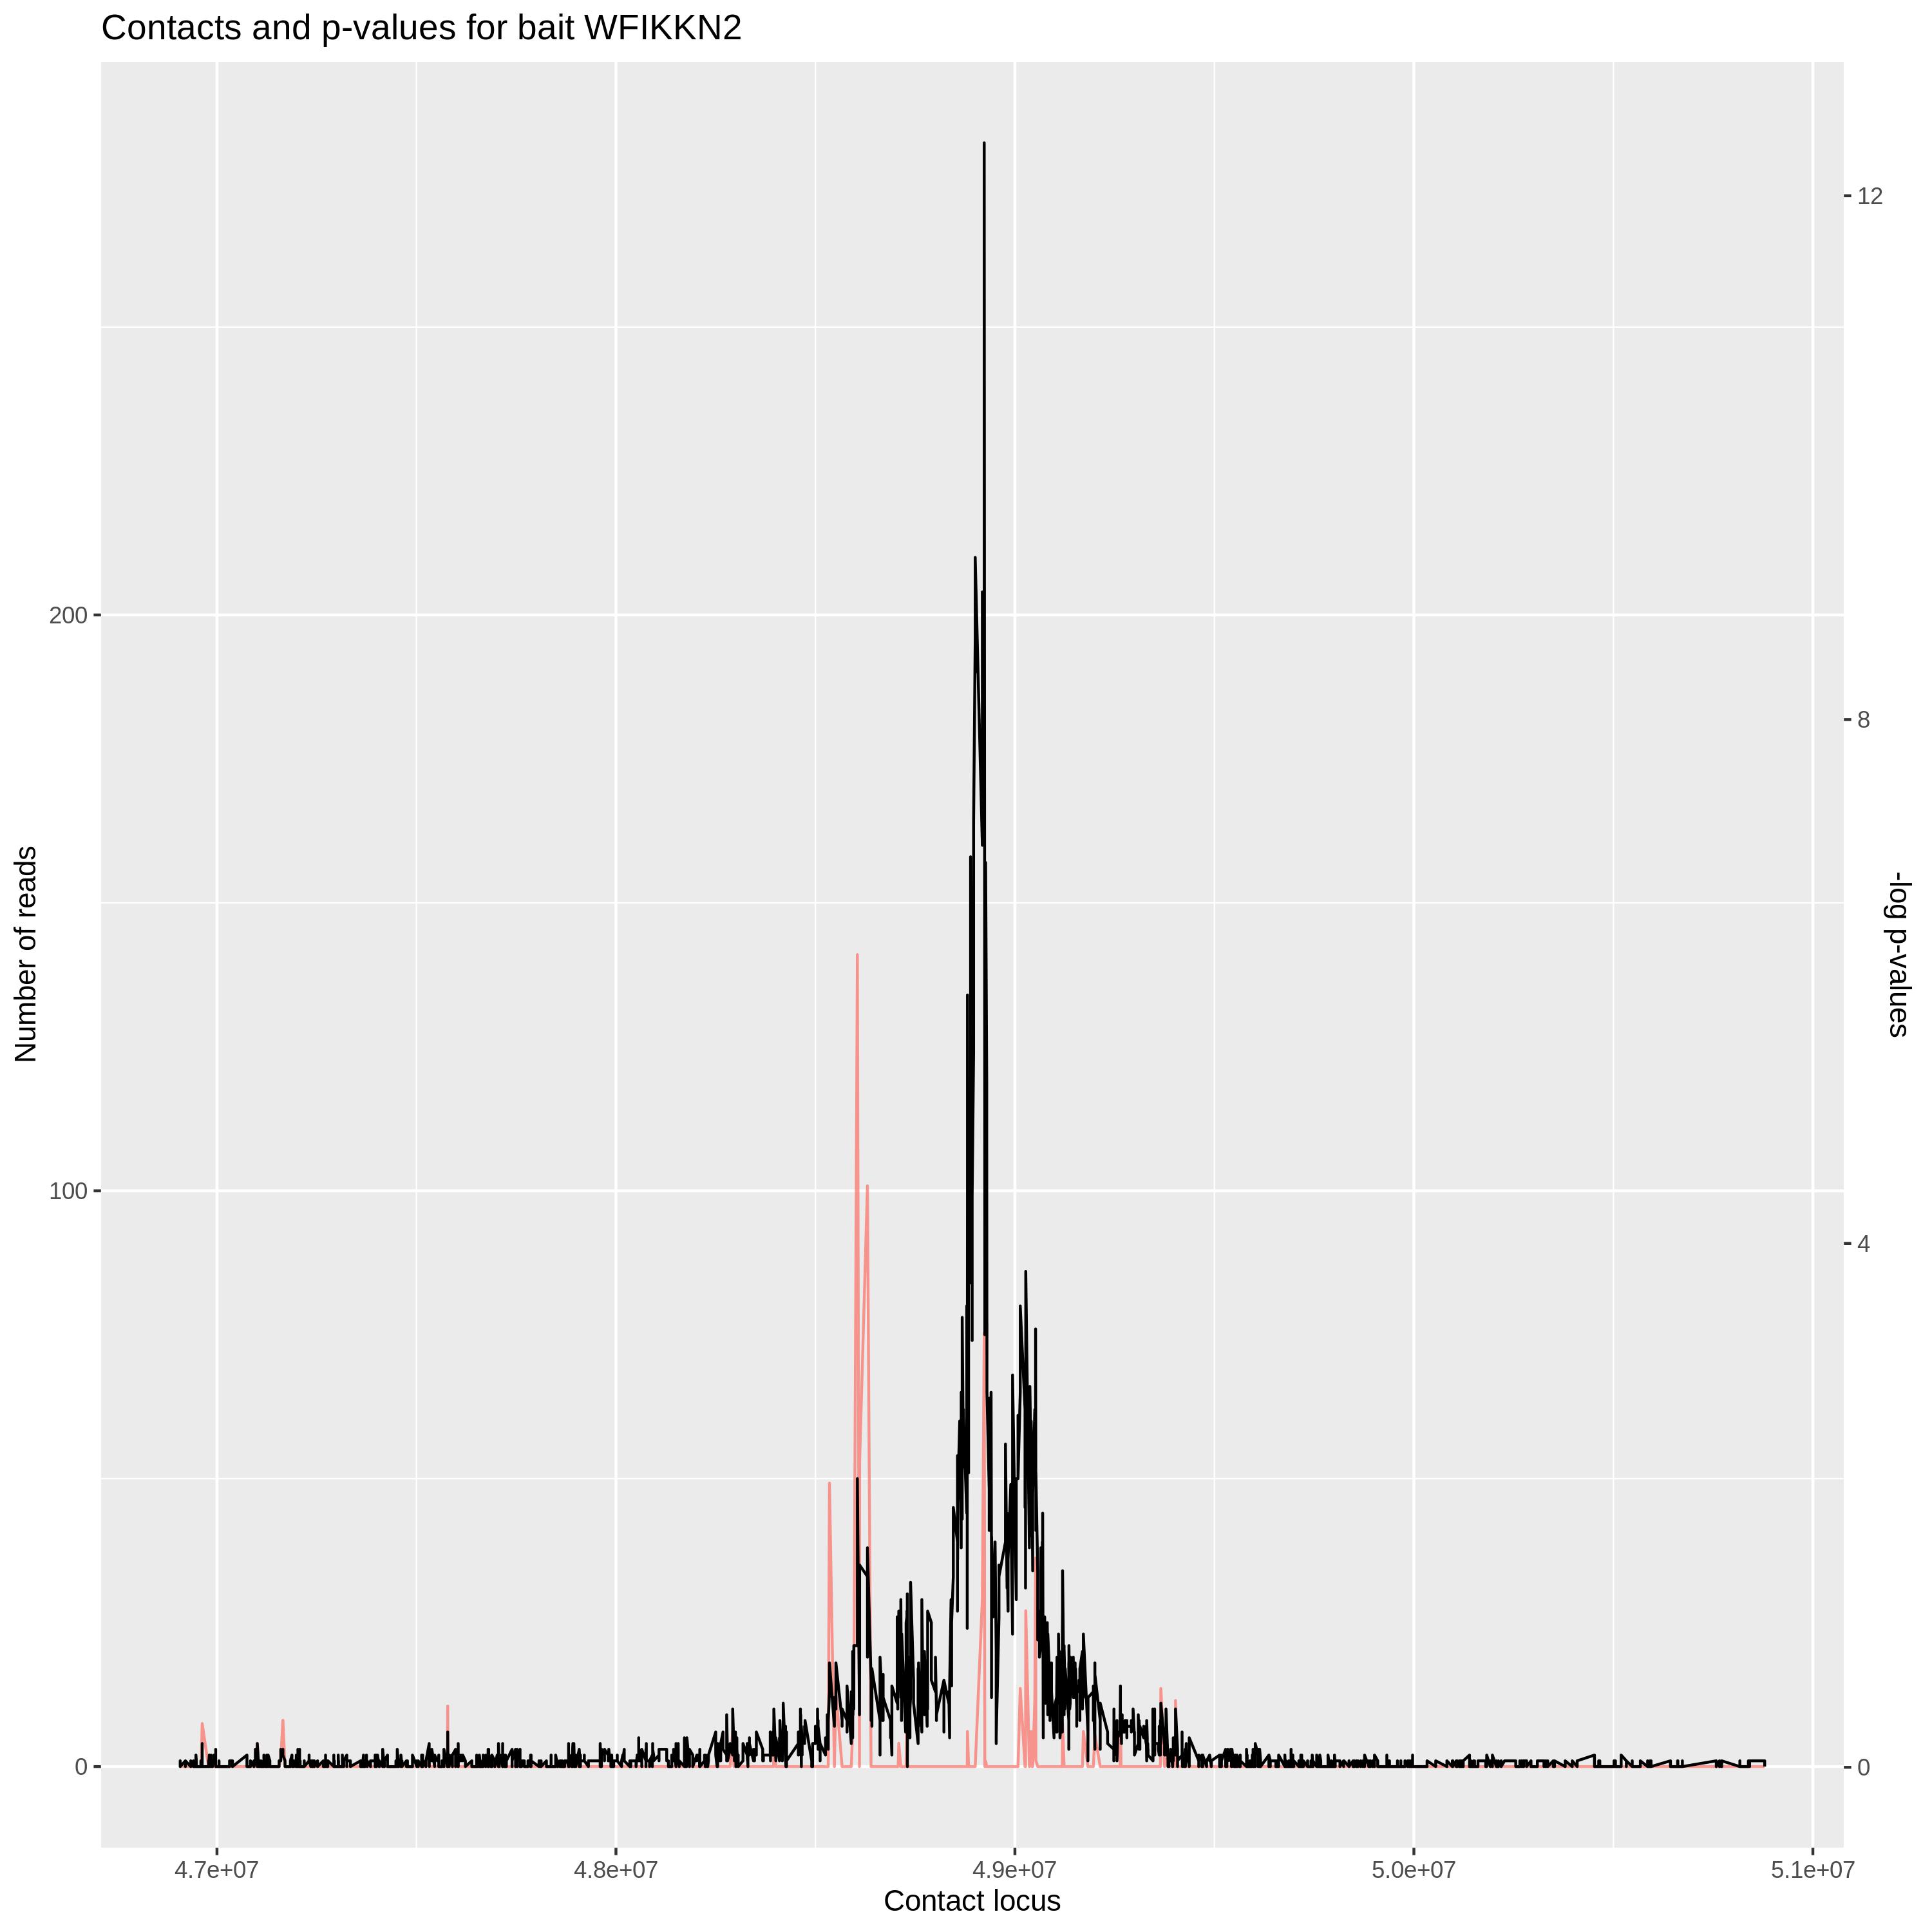 Contacts and p-values for bait WFIKKN2
12
200
8
Number of reads
-log p-values
100
4
0
0
4.7e+07
4.8e+07
4.9e+07
5.0e+07
5.1e+07
Contact locus